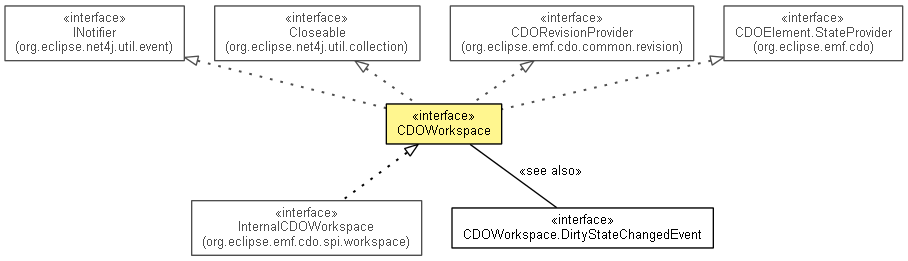 «interface»
INotifier
(org.eclipse.net4j.util.event)
«interface»
Closeable
(org.eclipse.net4j.util.collection)
«interface»
CDORevisionProvider
(org.eclipse.emf.cdo.common.revision)
«interface»
CDOElement.StateProvider
(org.eclipse.emf.cdo)
«interface»
CDOWorkspace
«see also»
«interface»
InternalCDOWorkspace
(org.eclipse.emf.cdo.spi.workspace)
«interface»
CDOWorkspace.DirtyStateChangedEvent